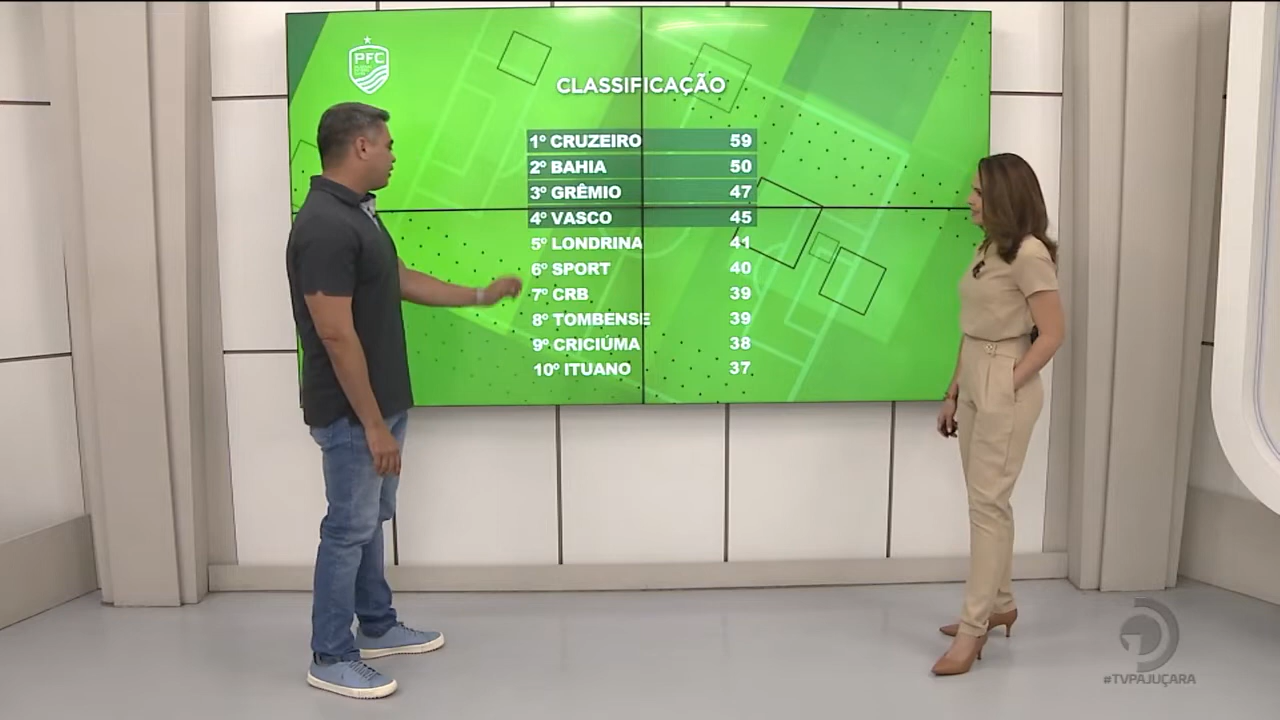 PFC
CLASSIFICAÇÃO
1º CRUZEIRO 59
2º BAHIA 50
3º GRÊMIO 47
4º VASCO 45
5º LONDRINA 41
6º SPORT 40
7º CRB 39
8º TOMBENSE 39
9º CRICIÚMA 38
10º ITUANO 37
#TVPAJUÇARA